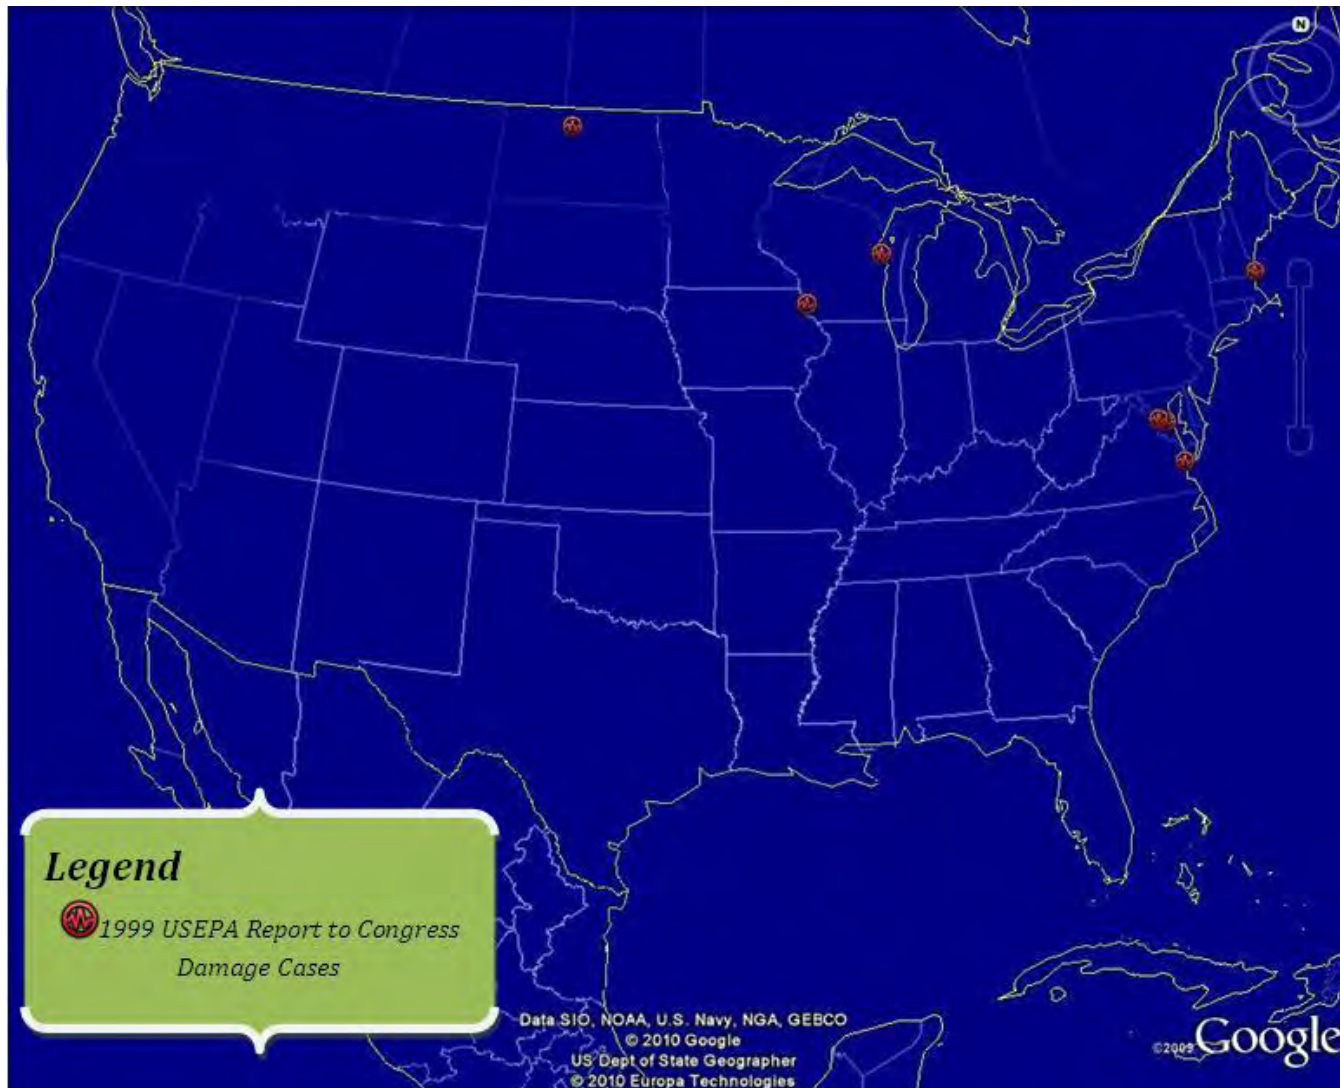 N
Legend
1999 USEPA Report to Congress
Damage Cases
Data SIO, NOAA, U.S. Navy, NGA, GEBCO
© 2010 Google
US Dept of State Geographer
© 2010 Europa Technologies
©2009 Google